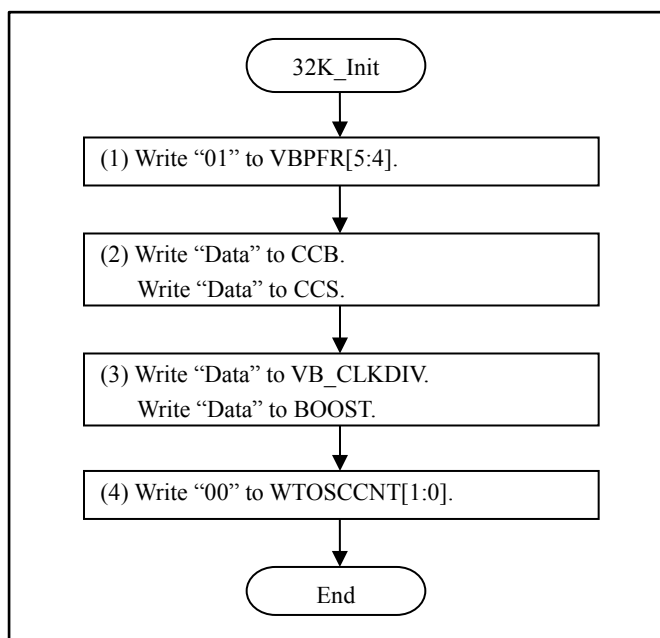 32K_Init
(1) Write “01” to VBPFR[5:4].
(2) Write “Data” to CCB.
Write “Data” to CCS.
(3) Write “Data” to VB_CLKDIV.
Write “Data” to BOOST.
(4) Write “00” to WTOSCCNT[1:0].
End